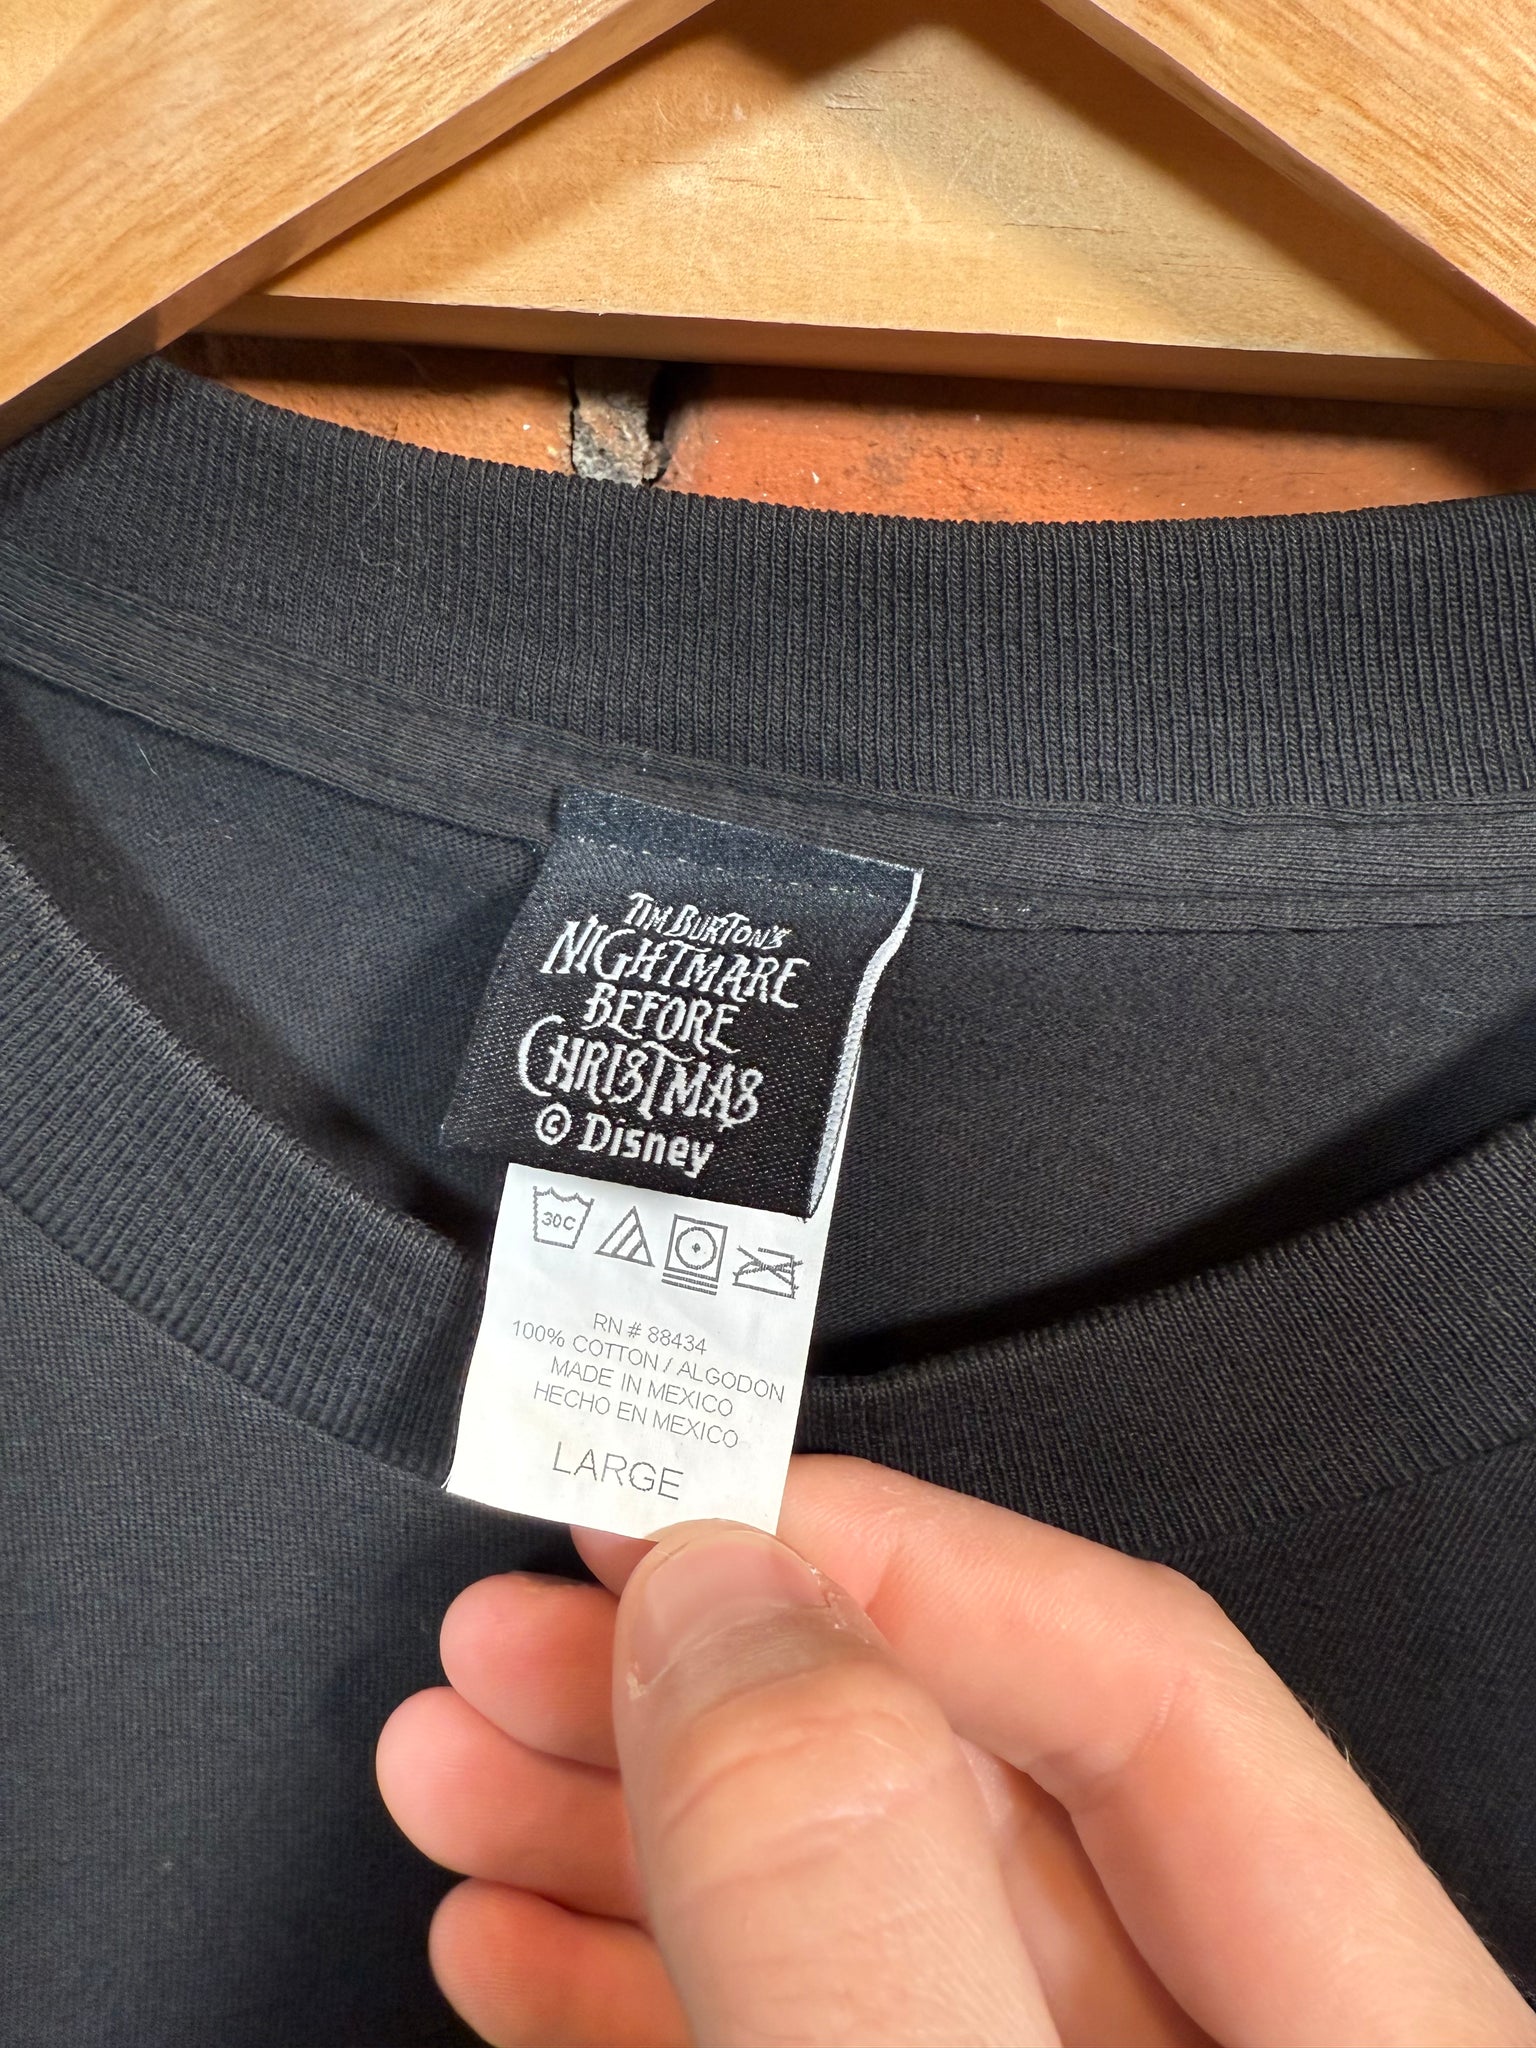 TIM BURTON'S
NIGHTMARE
BEFORE
CHRISTMAS
© Disney
30C
RN # 88434
100% COTTON / ALGODON
MADE IN MEXICO
HECHO EN MEXICO
LARGE